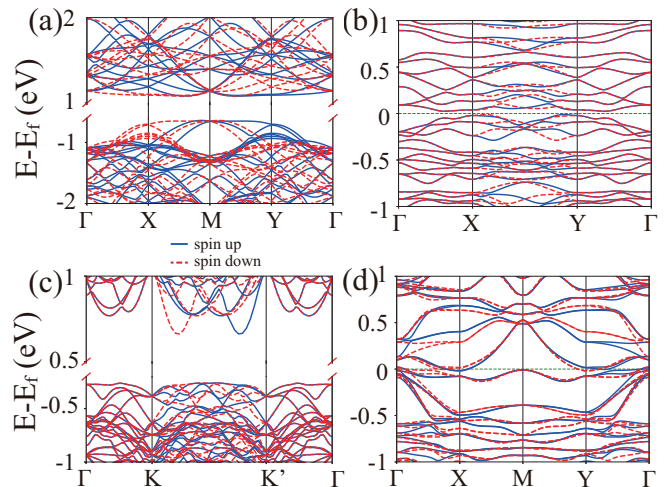 (a) (b)
E-E_f (eV)
2
1
-1
-2
Γ X M Y Γ
1
0.5
0
-0.5
-1
Γ X Y Γ
spin up
spin down
(c) (d)
E-E_f (eV)
1
0.5
-0.5
-1
Γ K K’ Γ
1
0.5
0
-0.5
-1
Γ X M Y Γ